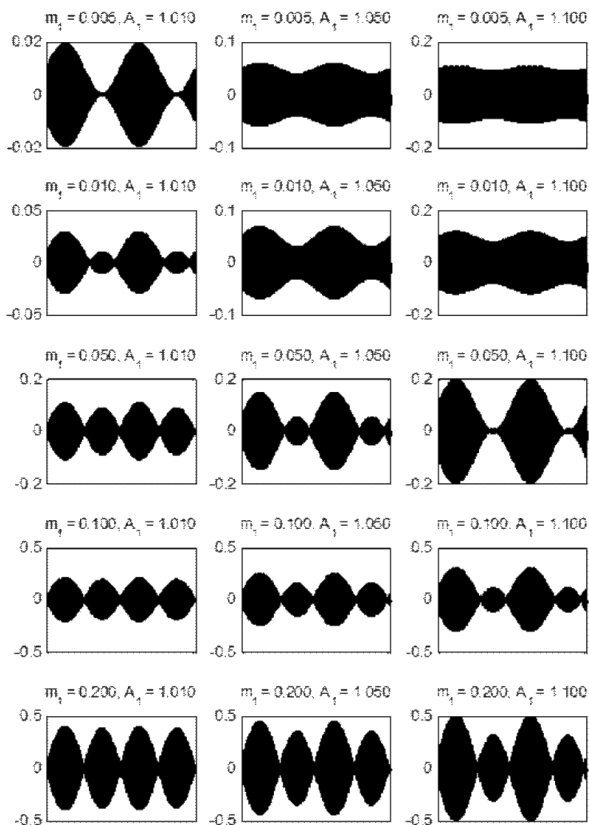 m₁ = 0.005, A₁ = 1.010 m₁ = 0.005, A₁ = 1.050 m₁ = 0.005, A₁ = 1.100
0.02 0.1 0.2
0 0 0
-0.02 -0.1 -0.2
m₁ = 0.010, A₁ = 1.010 m₁ = 0.010, A₁ = 1.050 m₁ = 0.010, A₁ = 1.100
0.05 0.1 0.2
0 0 0
-0.05 -0.1 -0.2
m₁ = 0.050, A₁ = 1.010 m₁ = 0.050, A₁ = 1.050 m₁ = 0.050, A₁ = 1.100
0.2 0.2 0.2
0 0 0
-0.2 -0.2 -0.2
m₁ = 0.100, A₁ = 1.010 m₁ = 0.100, A₁ = 1.050 m₁ = 0.100, A₁ = 1.100
0.5 0.5 0.5
0 0 0
-0.5 -0.5 -0.5
m₁ = 0.200, A₁ = 1.010 m₁ = 0.200, A₁ = 1.050 m₁ = 0.200, A₁ = 1.100
0.5 0.5 0.5
0 0 0
-0.5 -0.5 -0.5